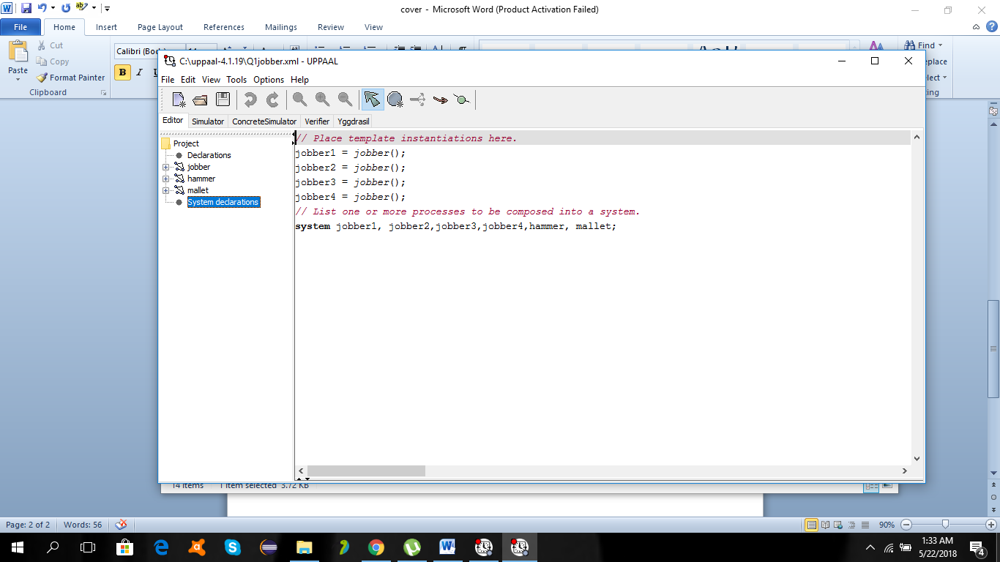 cover - Microsoft Word (Product Activation Failed)
File Home Insert Page Layout References Mailings Review View
Paste
Cut
Copy
Format Painter
Clipboard
Calibri (Bo
B I U
Find
eplace
lect
C:\uppaal-4.1.19\Q1jobber.xml - UPPAAL
File Edit View Tools Options Help
Editor Simulator ConcreteSimulator Verifier Yggdrasil
Project
Declarations
jobber
hammer
mallet
System declarations
// Place template instantiations here.
jobber1 = jobber();
jobber2 = jobber();
jobber3 = jobber();
jobber4 = jobber();
// List one or more processes to be composed into a system.
system jobber1, jobber2,jobber3,jobber4,hammer, mallet;
14 items 1 item selected 3.72 KB
Page: 2 of 2 Words: 56 90%
1:33 AM
5/22/2018
4